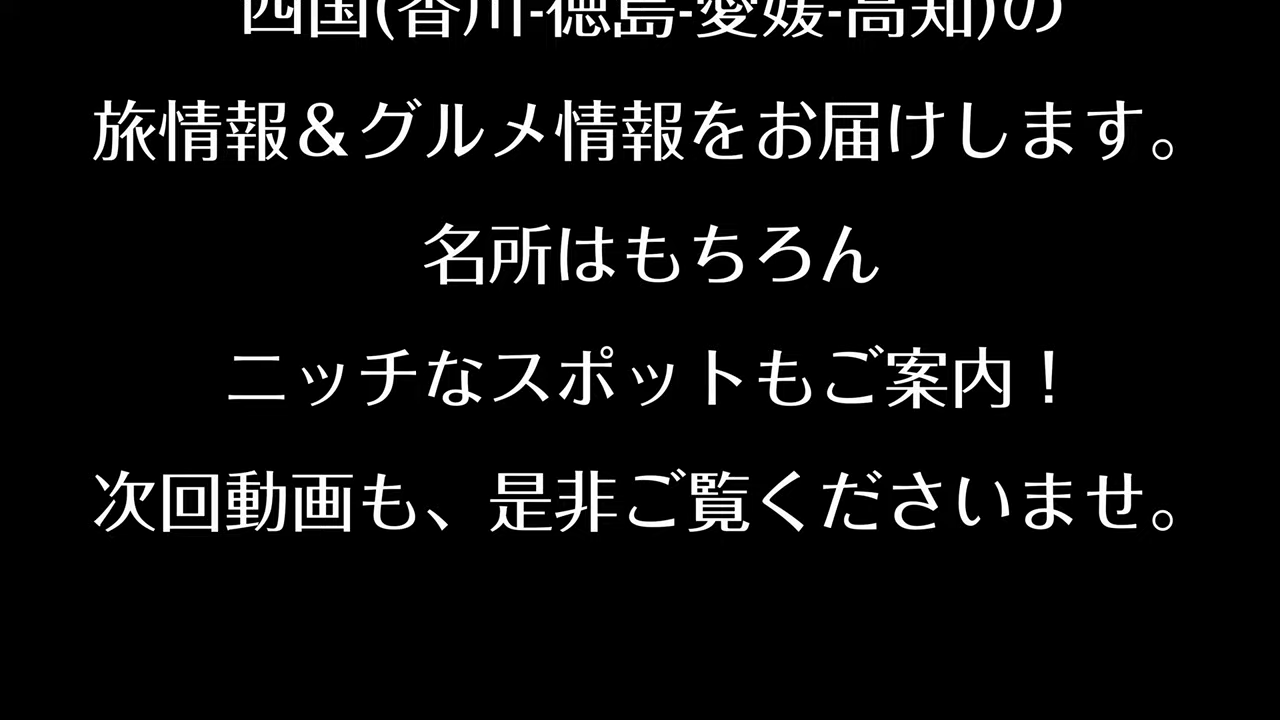 四国(香川-徳島-愛媛-高知)の
旅情報＆グルメ情報をお届けします。
名所はもちろん
ニッチなスポットもご案内！
次回動画も、是非ご覧くださいませ。